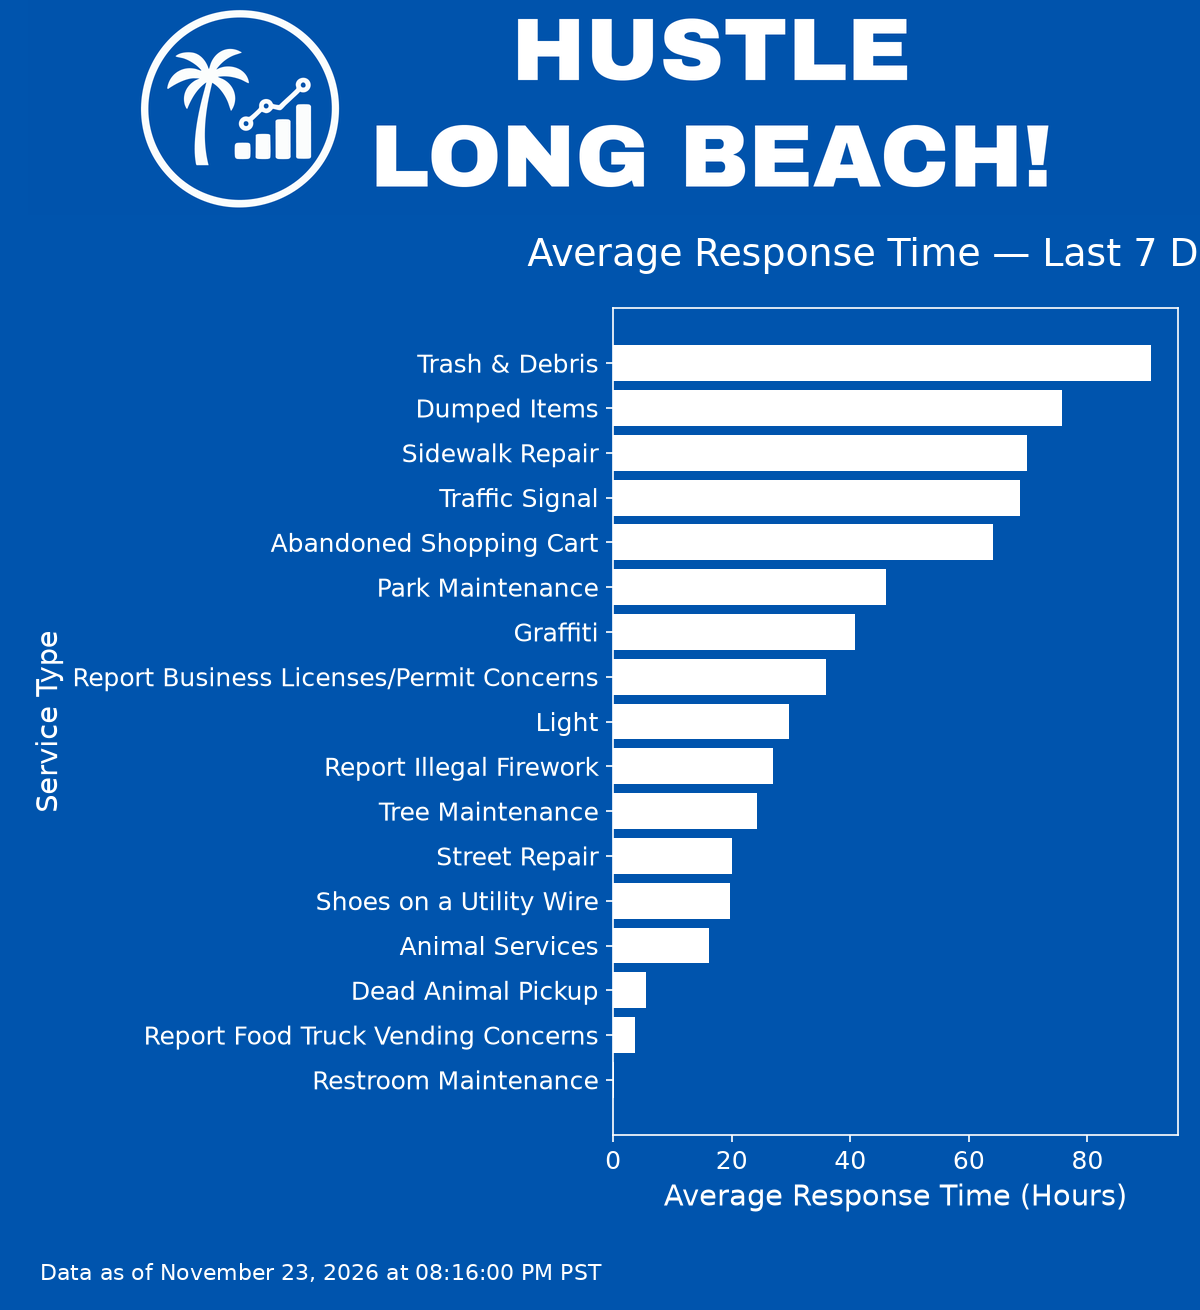 HUSTLE
LONG BEACH!
Average Response Time — Last 7 D
Trash & Debris
Dumped Items
Sidewalk Repair
Traffic Signal
Abandoned Shopping Cart
Park Maintenance
Graffiti
Report Business Licenses/Permit Concerns
Light
Report Illegal Firework
Tree Maintenance
Street Repair
Shoes on a Utility Wire
Animal Services
Dead Animal Pickup
Report Food Truck Vending Concerns
Restroom Maintenance
Service Type
0 20 40 60 80
Average Response Time (Hours)
Data as of November 23, 2026 at 08:16:00 PM PST